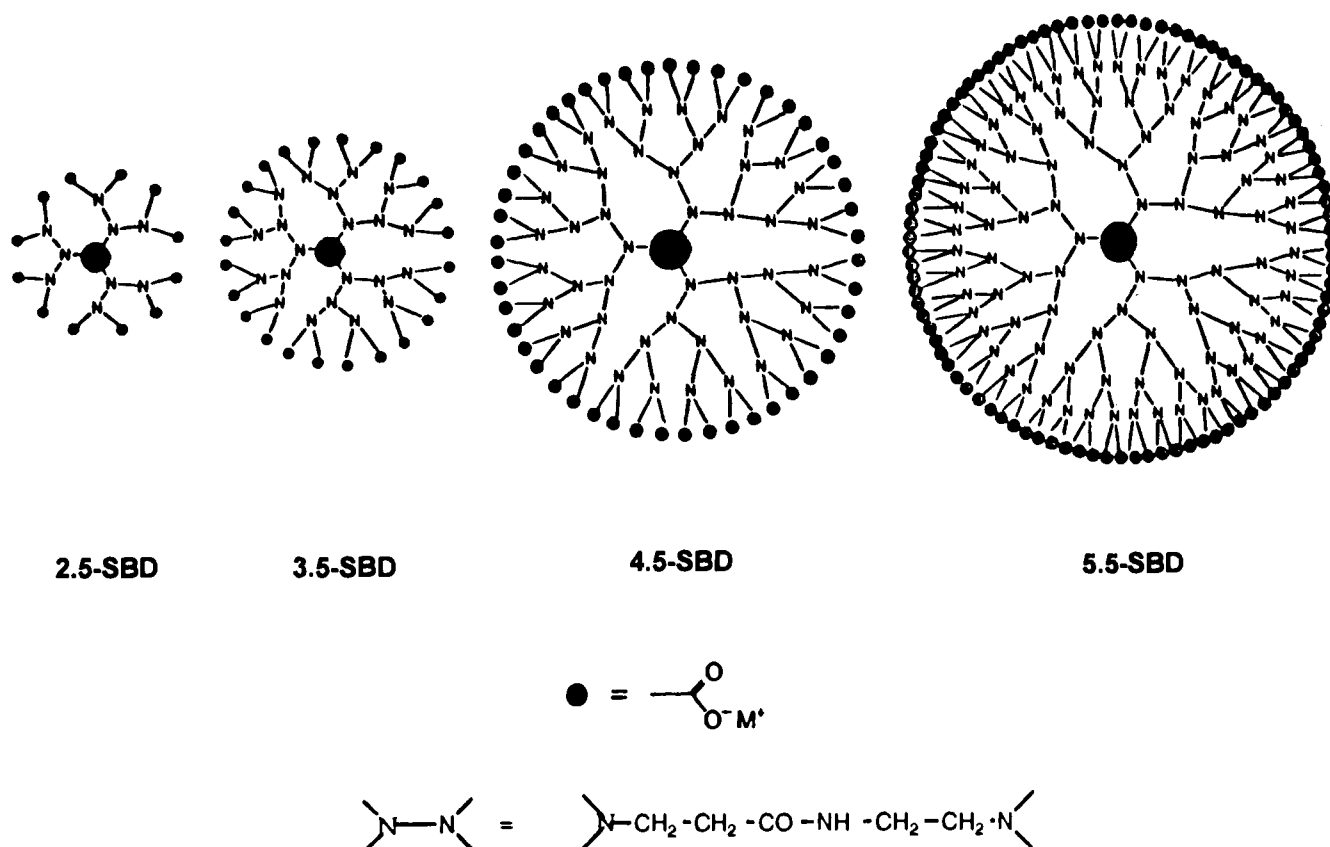 2.5-SBD 3.5-SBD 4.5-SBD 5.5-SBD
● = O
O⁻ M⁺
N—N = N—CH₂—CH₂-CO—NH-CH₂—CH₂·N